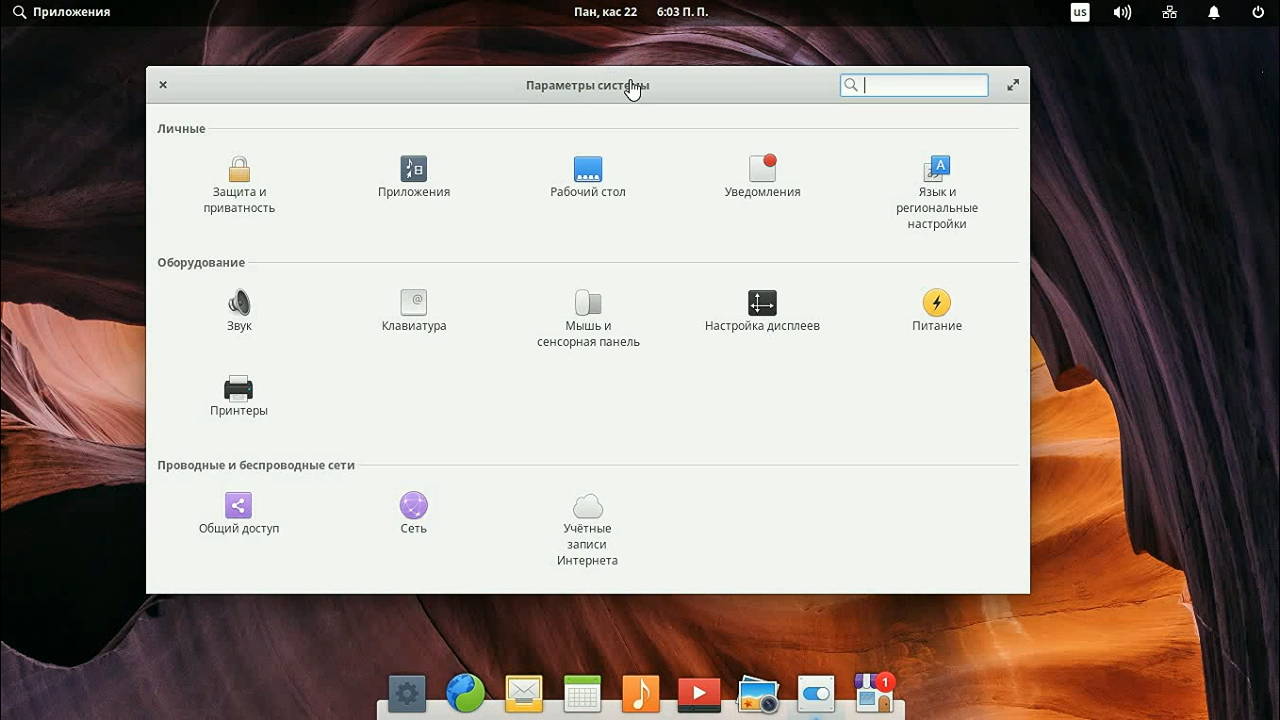 Приложения
Пан, кас 22 6:03 П. П.
us
Параметры системы
Личные
Защита и
приватность
Приложения
Рабочий стол
Уведомления
Язык и
региональные
настройки
Оборудование
Звук
Клавиатура
Мышь и
сенсорная панель
Настройка дисплеев
Питание
Принтеры
Проводные и беспроводные сети
Общий доступ
Сеть
Учётные
записи
Интернета
1